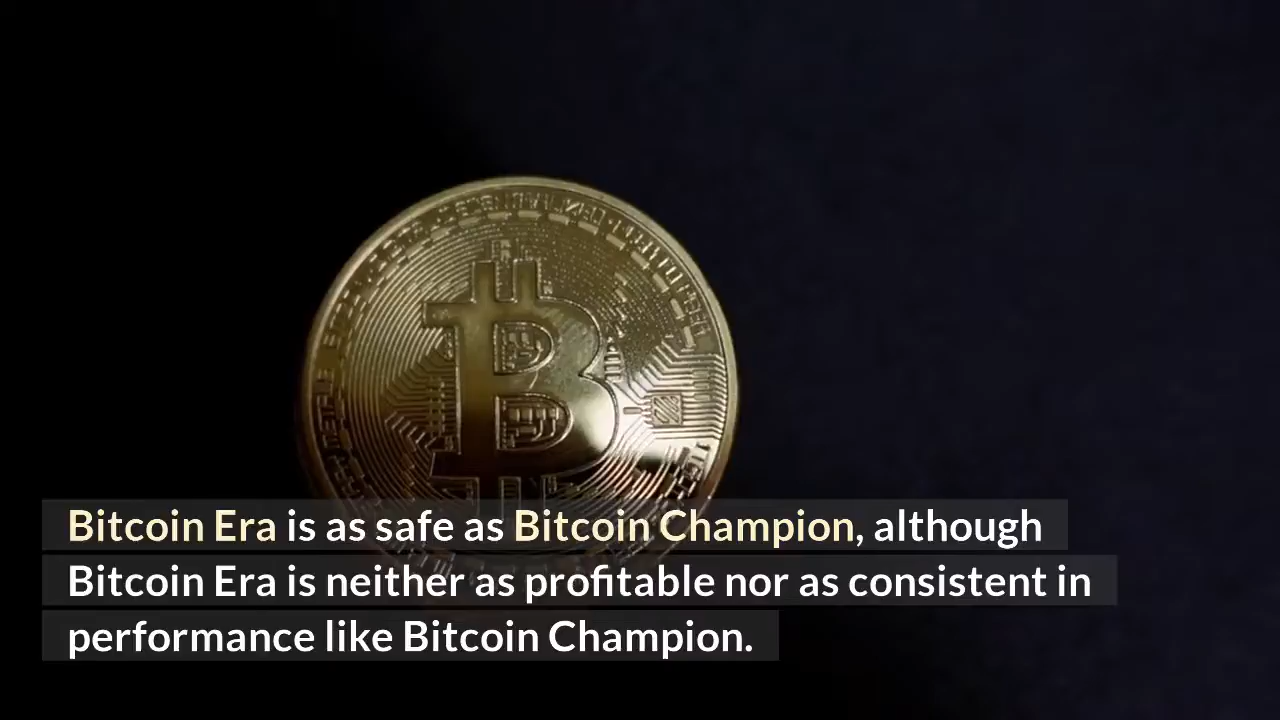 Bitcoin Era is as safe as Bitcoin Champion, although
Bitcoin Era is neither as profitable nor as consistent in
performance like Bitcoin Champion.